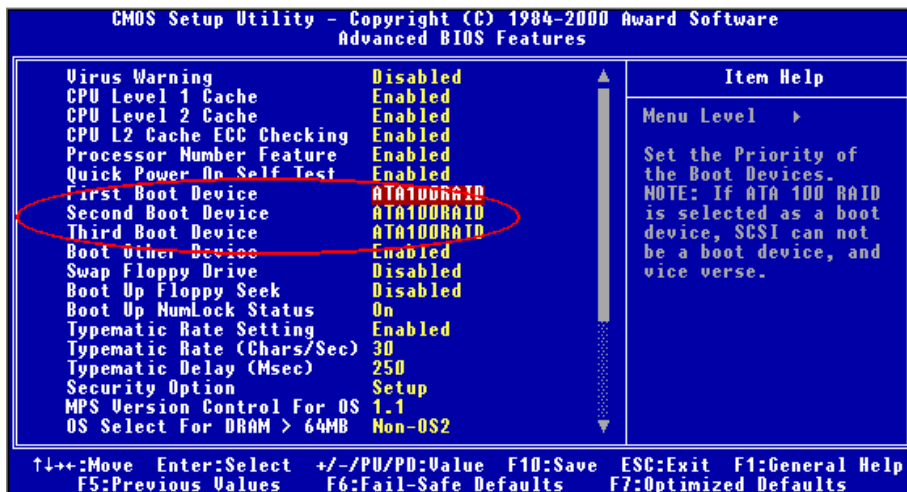 CMOS Setup Utility - Copyright (C) 1984-2000 Award Software
Advanced BIOS Features
Virus Warning Disabled
CPU Level 1 Cache Enabled
CPU Level 2 Cache Enabled
CPU L2 Cache ECC Checking Enabled
Processor Number Feature Enabled
Quick Power On Self Test Enabled
First Boot Device ATA100RAID
Second Boot Device ATA100RAID
Third Boot Device ATA100RAID
Boot Other Device Enabled
Swap Floppy Drive Disabled
Boot Up Floppy Seek Disabled
Boot Up NumLock Status On
Typematic Rate Setting Enabled
Typematic Rate (Chars/Sec) 30
Typematic Delay (Msec) 250
Security Option Setup
MPS Version Control For OS 1.1
OS Select For DRAM > 64MB Non-OS2
Item Help
Menu Level
Set the Priority of
the Boot Devices.
NOTE: If ATA 100 RAID
is selected as a boot
device, SCSI can not
be a boot device, and
vice verse.
↑↓→←:Move Enter:Select +/-/PU/PD:Value F10:Save ESC:Exit F1:General Help
F5:Previous Values F6:Fail-Safe Defaults F7:Optimized Defaults